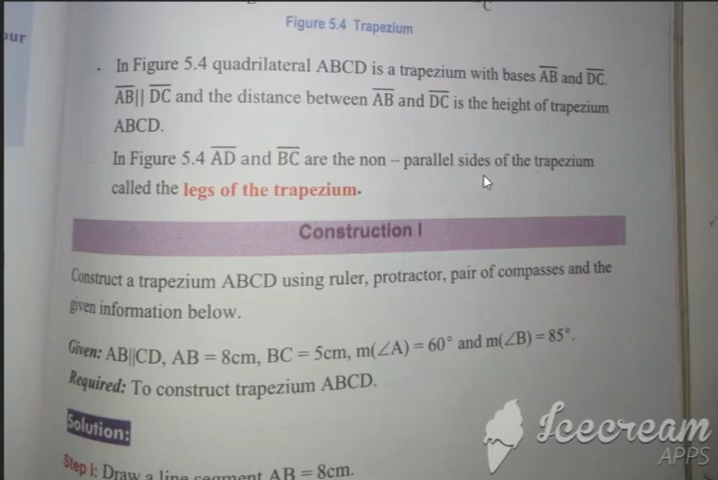 C
Figure 5.4 Trapezium
our
In Figure 5.4 quadrilateral ABCD is a trapezium with bases AB and DC.
AB|| DC and the distance between AB and DC is the height of trapezium
ABCD.
In Figure 5.4 AD and BC are the non – parallel sides of the trapezium
called the legs of the trapezium.
Construction I
Construct a trapezium ABCD using ruler, protractor, pair of compasses and the
given information below.
Given: AB||CD, AB = 8cm, BC = 5cm, m(∠A) = 60° and m(∠B) = 85°.
Required: To construct trapezium ABCD.
Solution:
Step i: Draw a line segment AB = 8cm.
Icecream
APPS